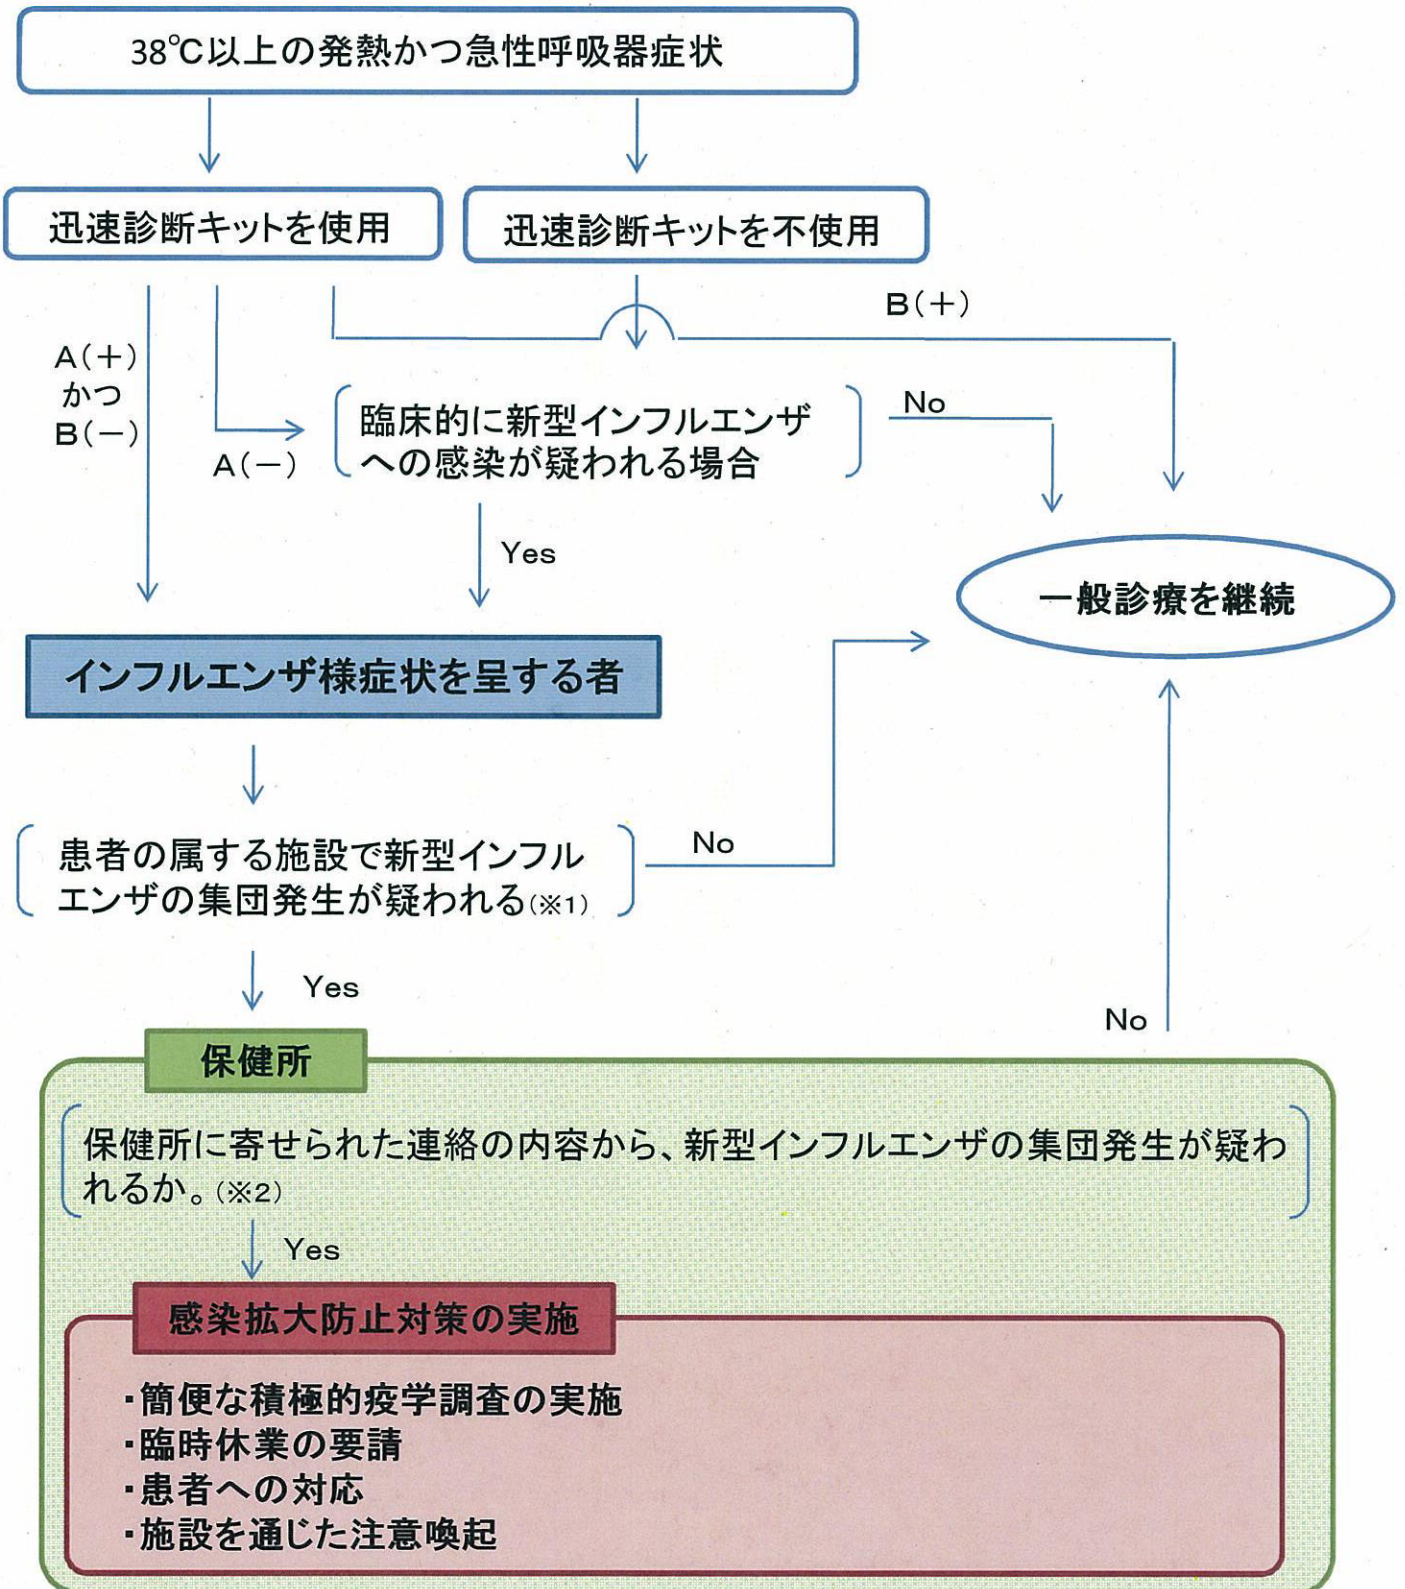 38℃以上の発熱かつ急性呼吸器症状
迅速診断キットを使用
迅速診断キットを不使用
B(+)
A(+)
かつ
B(-)
A(-)
臨床的に新型インフルエンザ
への感染が疑われる場合
No
Yes
一般診療を継続
インフルエンザ様症状を呈する者
患者の属する施設で新型インフル
エンザの集団発生が疑われる(※1)
No
Yes
No
保健所
保健所に寄せられた連絡の内容から、新型インフルエンザの集団発生が疑わ
れるか。(※2)
Yes
感染拡大防止対策の実施
・簡便な積極的疫学調査の実施
・臨時休業の要請
・患者への対応
・施設を通じた注意喚起